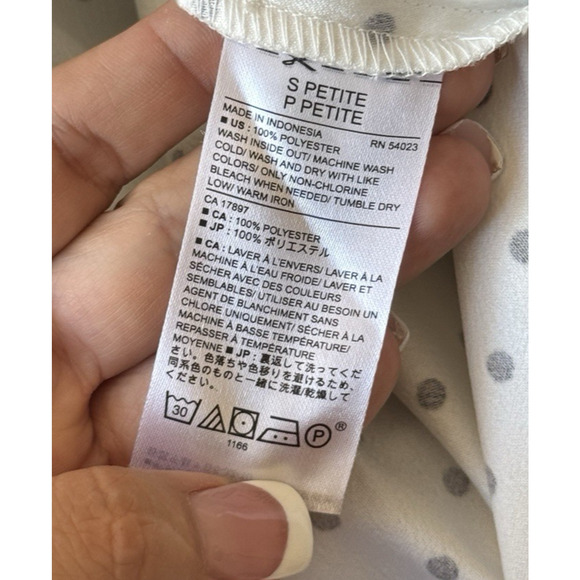 S PETITE
P PETITE
MADE IN INDONESIA RN 54023
■ US : 100% POLYESTER
WASH INSIDE OUT/ MACHINE WASH
COLD/ WASH AND DRY WITH LIKE
COLORS/ ONLY NON-CHLORINE
BLEACH WHEN NEEDED/ TUMBLE DRY
LOW/ WARM IRON
CA 17897
■ CA : 100% POLYESTER
■ JP : 100% ポリエステル
■ CA : LAVER À L'ENVERS/ LAVER À LA
MACHINE À L'EAU FROIDE/ LAVER ET
SÉCHER AVEC DES COULEURS
SEMBLABLES/ UTILISER AU BESOIN UN
AGENT DE BLANCHIMENT SANS
CHLORE UNIQUEMENT/ SÉCHER À LA
MACHINE À BASSE TEMPÉRATURE/
REPASSER À TEMPÉRATURE
MOYENNE ■ JP : 裏返して洗ってくだ
さい。色落ちや色移りを避けるため、
同系色のものと一緒に洗濯/乾燥して
ください。
30 P ®
1166